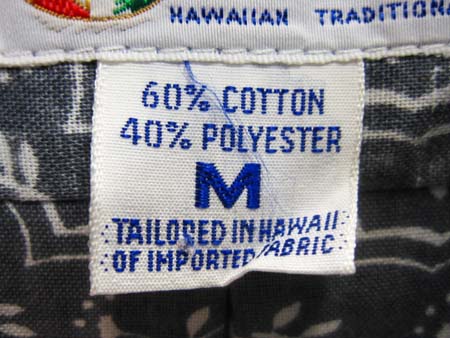 HAWAIIAN TRADITIONA
60% COTTON
40% POLYESTER
M
TAILORED IN HAWAII
OF IMPORTED FABRIC